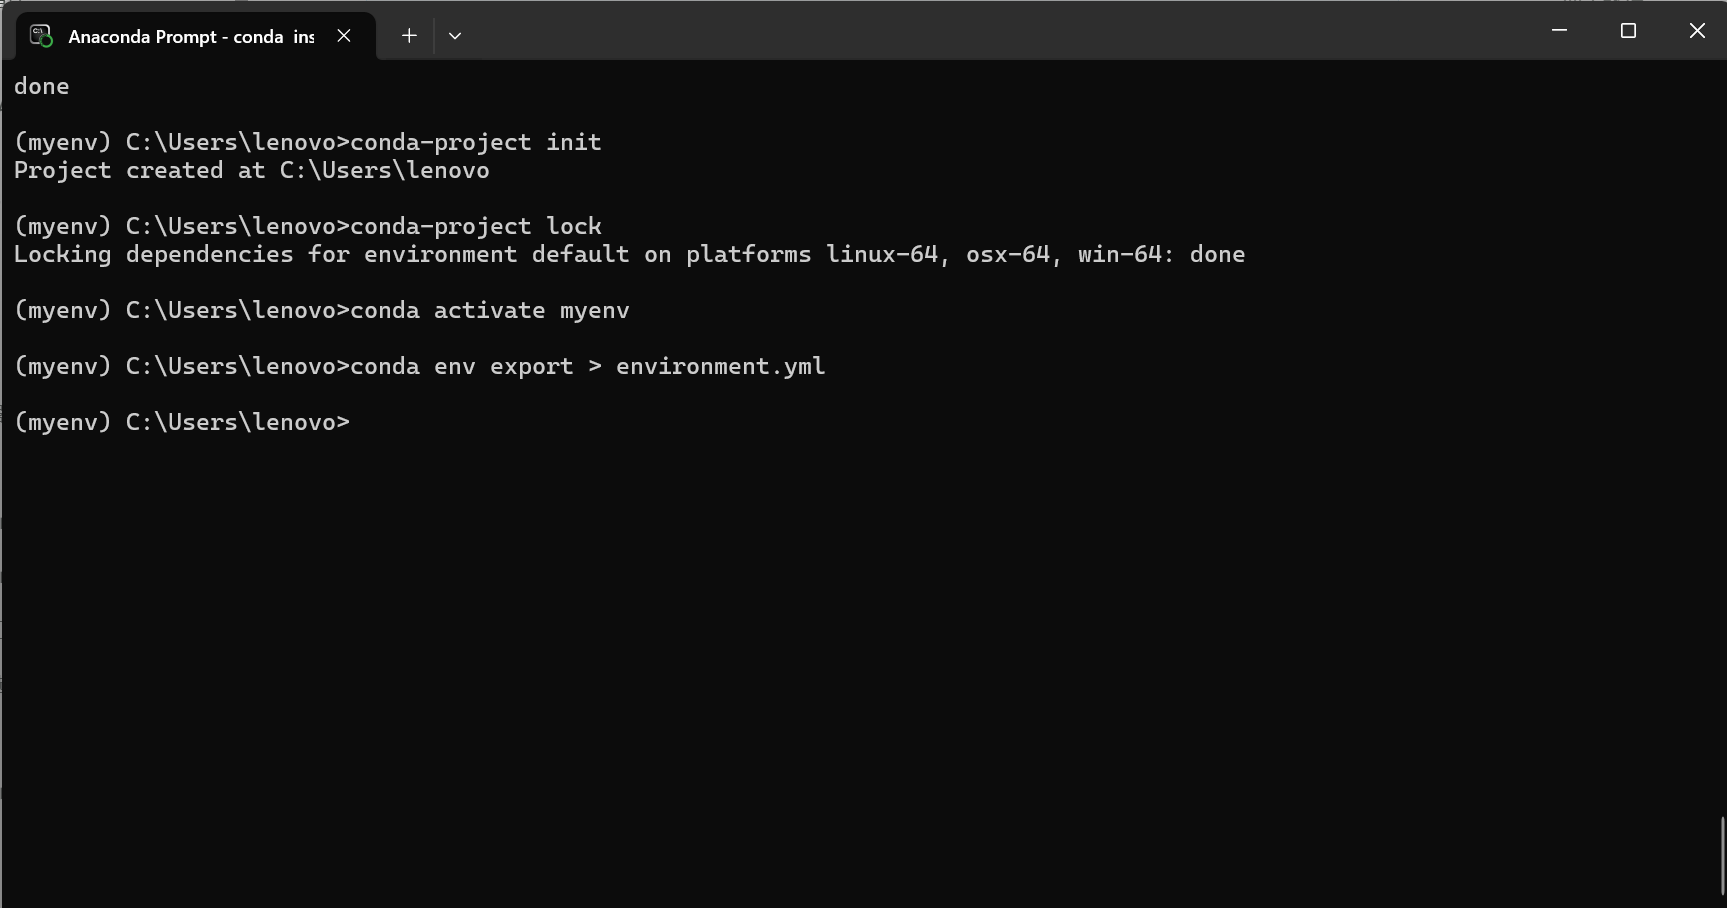 Anaconda Prompt - conda  ins
done
(myenv) C:\Users\lenovo>conda-project init
Project created at C:\Users\lenovo
(myenv) C:\Users\lenovo>conda-project lock
Locking dependencies for environment default on platforms linux-64, osx-64, win-64: done
(myenv) C:\Users\lenovo>conda activate myenv
(myenv) C:\Users\lenovo>conda env export > environment.yml
(myenv) C:\Users\lenovo>